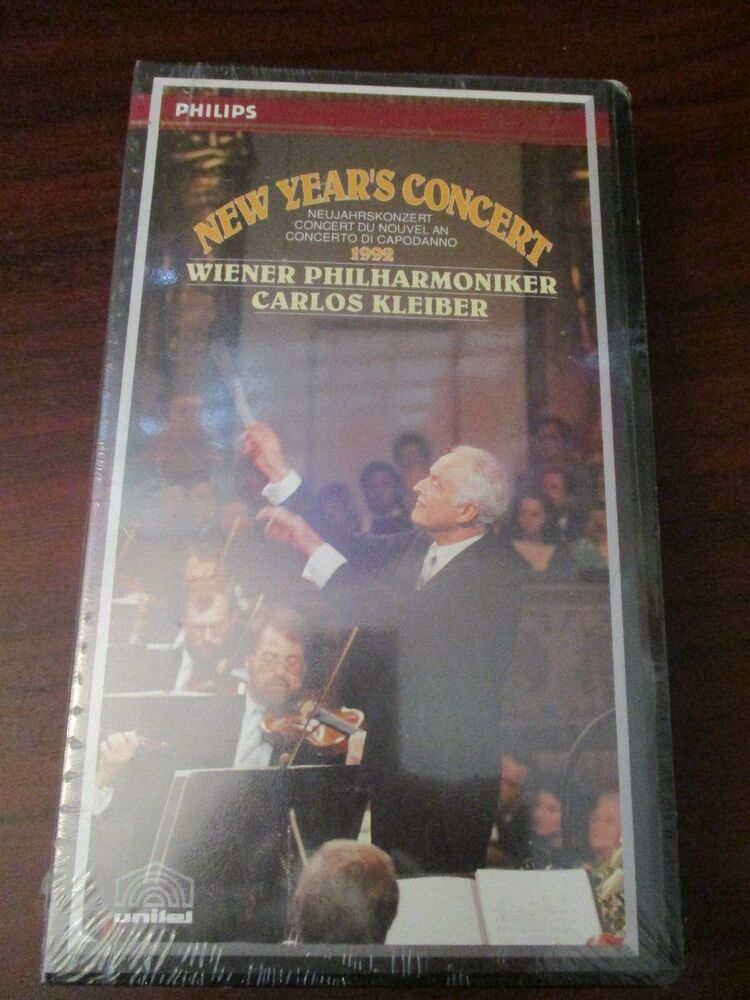 PHILIPS
NEW YEAR'S CONCERT
NEUJAHRSKONZERT
CONCERT DU NOUVEL AN
CONCERTO DI CAPODANNO
1992
WIENER PHILHARMONIKER
CARLOS KLEIBER
unitel